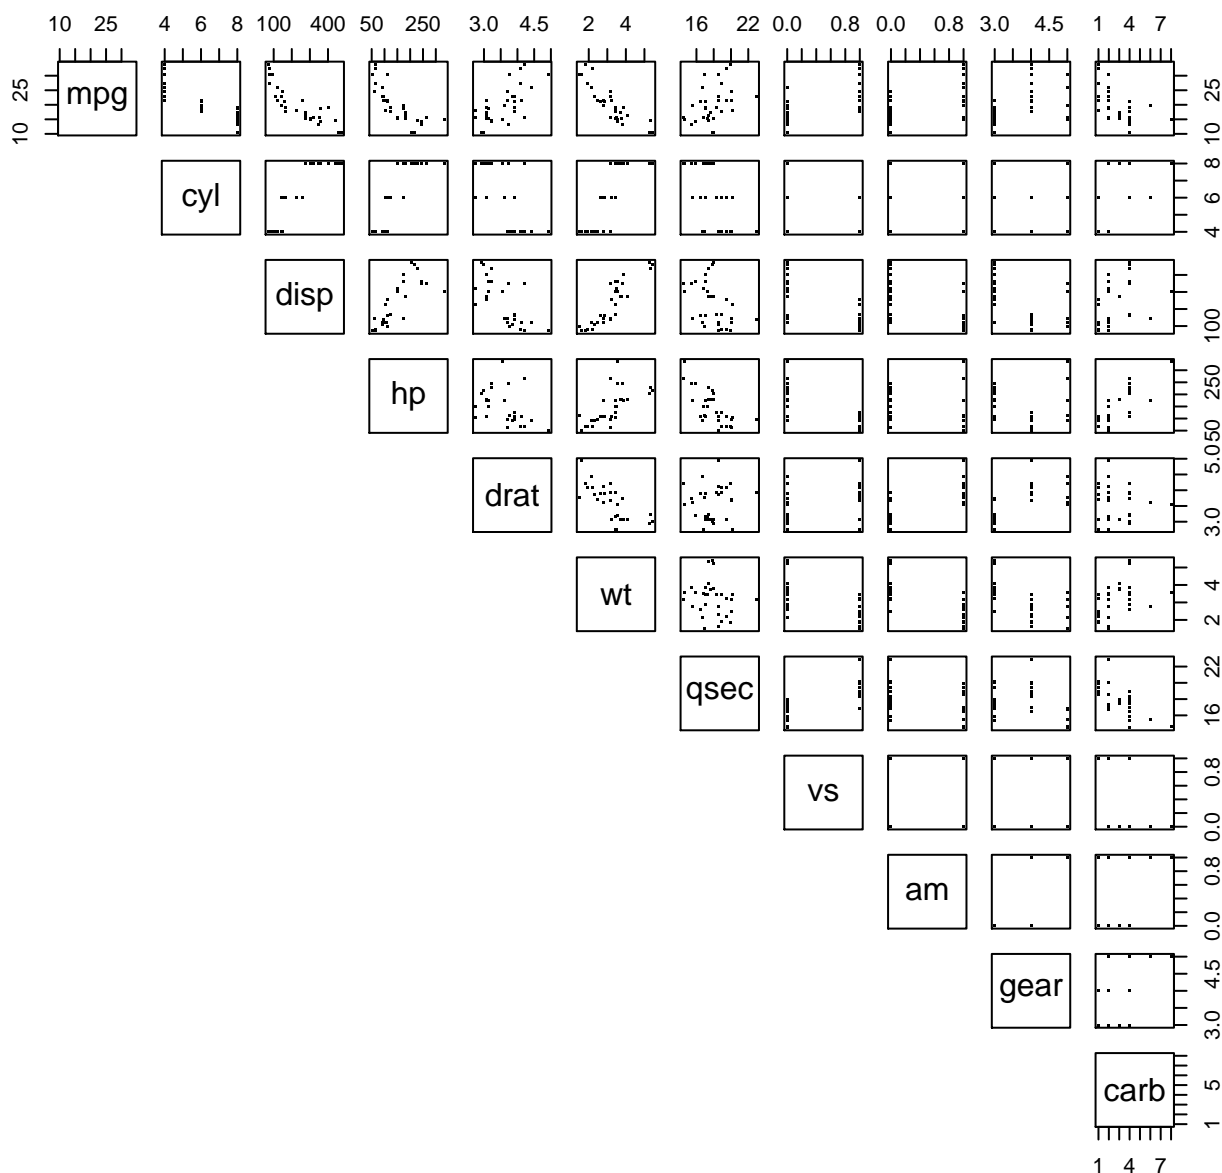 10 25 4 6 8 100 400 50 250 3.0 4.5 2 4 16 22 0.0 0.8 0.0 0.8 3.0 4.5 1 4 7
10 25 mpg 10 25
cyl 4 6 8
disp 100
hp 50 250
drat 3.0 5.0
wt 2 4
qsec 16 22
vs 0.0 0.8
am 0.0 0.8
gear 3.0 4.5
carb 1 5
1 4 7